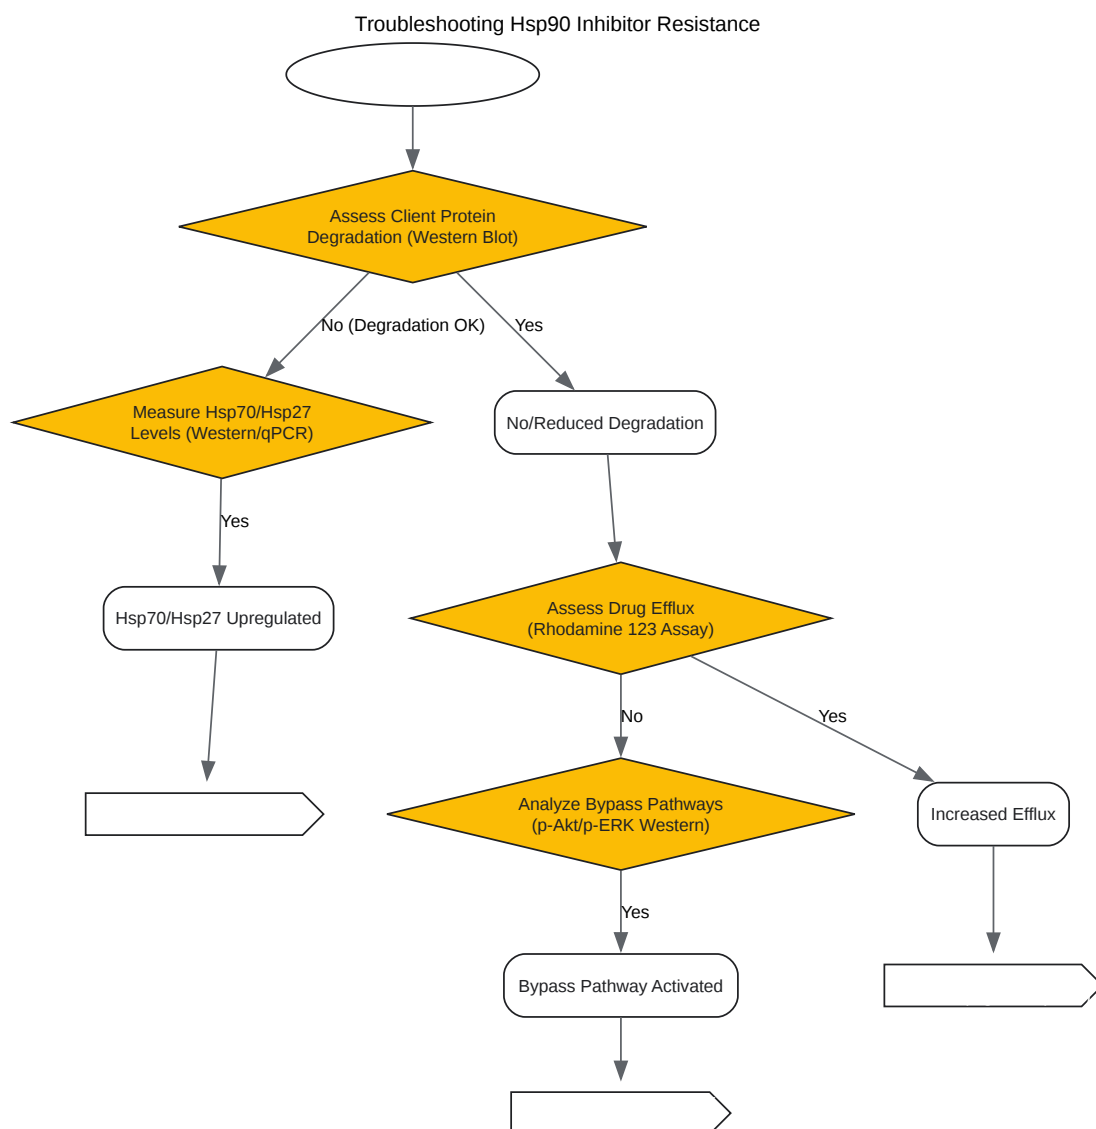 Troubleshooting Hsp90 Inhibitor Resistance
Assess Client Protein
Degradation (Western Blot)
No (Degradation OK)
Yes
Measure Hsp70/Hsp27
Levels (Western/qPCR)
No/Reduced Degradation
Yes
Hsp70/Hsp27 Upregulated
Assess Drug Efflux
(Rhodamine 123 Assay)
No
Yes
Analyze Bypass Pathways
(p-Akt/p-ERK Western)
Increased Efflux
Yes
Bypass Pathway Activated